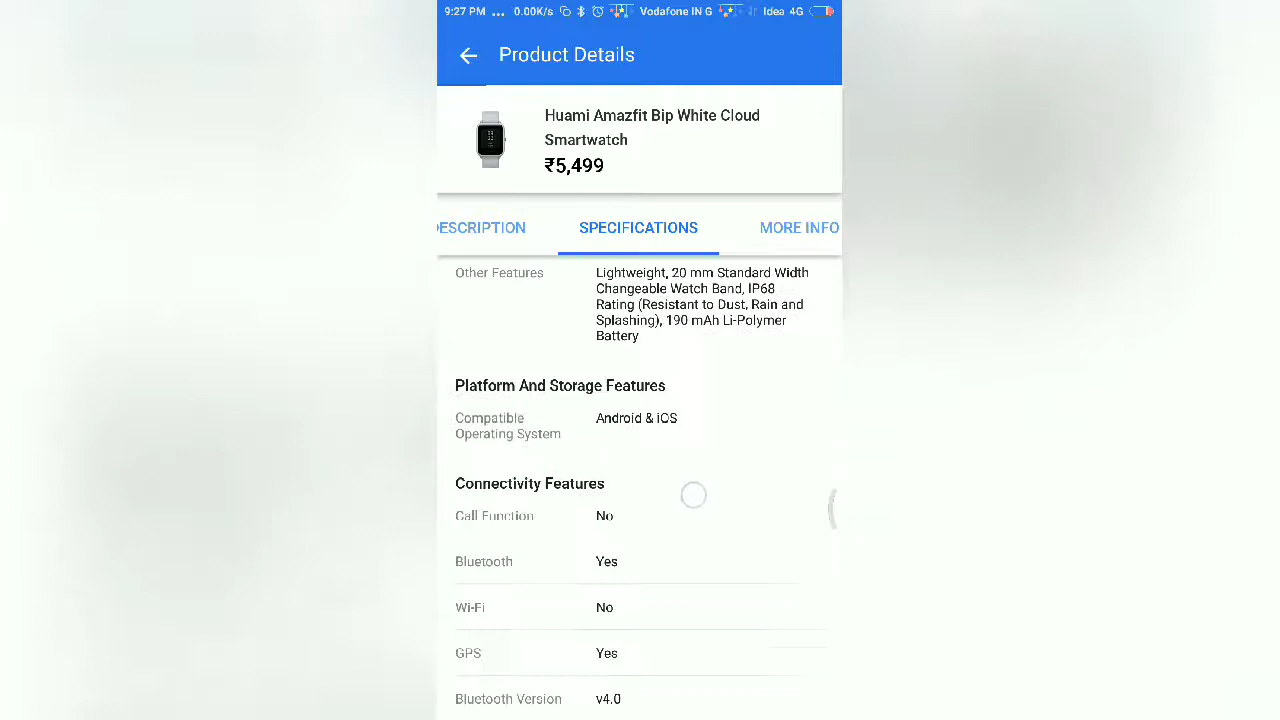 9:27 PM ... 0.00K/s Vodafone IN G Idea 4G
Product Details
Huami Amazfit Bip White Cloud
Smartwatch
₹5,499
ESCRIPTION SPECIFICATIONS MORE INFO
Other Features Lightweight, 20 mm Standard Width
Changeable Watch Band, IP68
Rating (Resistant to Dust, Rain and
Splashing), 190 mAh Li-Polymer
Battery
Platform And Storage Features
Compatible Android & iOS
Operating System
Connectivity Features
Call Function No
Bluetooth Yes
Wi-Fi No
GPS Yes
Bluetooth Version v4.0